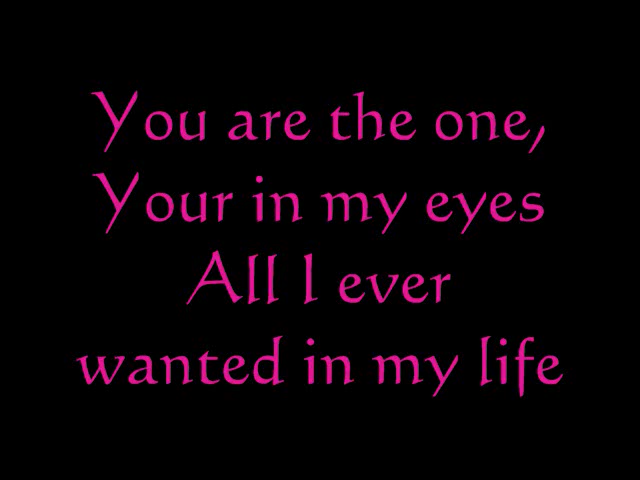 You are the one,
Your in my eyes
All I ever
wanted in my life